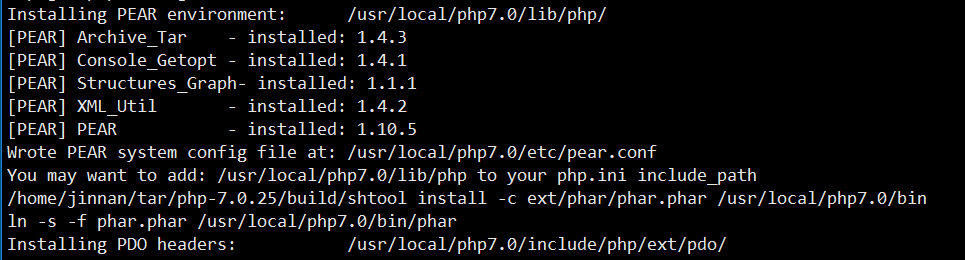 Installing PEAR environment:      /usr/local/php7.0/lib/php/
[PEAR] Archive_Tar    - installed: 1.4.3
[PEAR] Console_Getopt - installed: 1.4.1
[PEAR] Structures_Graph- installed: 1.1.1
[PEAR] XML_Util       - installed: 1.4.2
[PEAR] PEAR           - installed: 1.10.5
Wrote PEAR system config file at: /usr/local/php7.0/etc/pear.conf
You may want to add: /usr/local/php7.0/lib/php to your php.ini include_path
/home/jinnan/tar/php-7.0.25/build/shtool install -c ext/phar/phar.phar /usr/local/php7.0/bin
ln -s -f phar.phar /usr/local/php7.0/bin/phar
Installing PDO headers:           /usr/local/php7.0/include/php/ext/pdo/